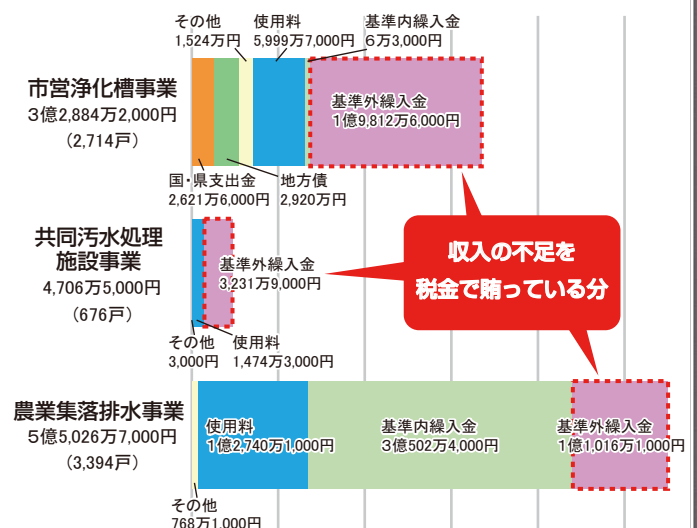 その他
1,524万円
使用料
5,999万7,000円
基準内繰入金
6万3,000円
市営浄化槽事業
3億2,884万2,000円
（2,714戸）
基準外繰入金
1億9,812万6,000円
国・県支出金
2,621万6,000円
地方債
2,920万円
共同汚水処理
施設事業
4,706万5,000円
（676戸）
基準外繰入金
3,231万9,000円
その他
3,000円
使用料
1,474万3,000円
収入の不足を
税金で賄っている分
農業集落排水事業
5億5,026万7,000円
（3,394戸）
使用料
1億2,740万1,000円
基準内繰入金
3億502万4,000円
基準外繰入金
1億1,016万1,000円
その他
768万1,000円